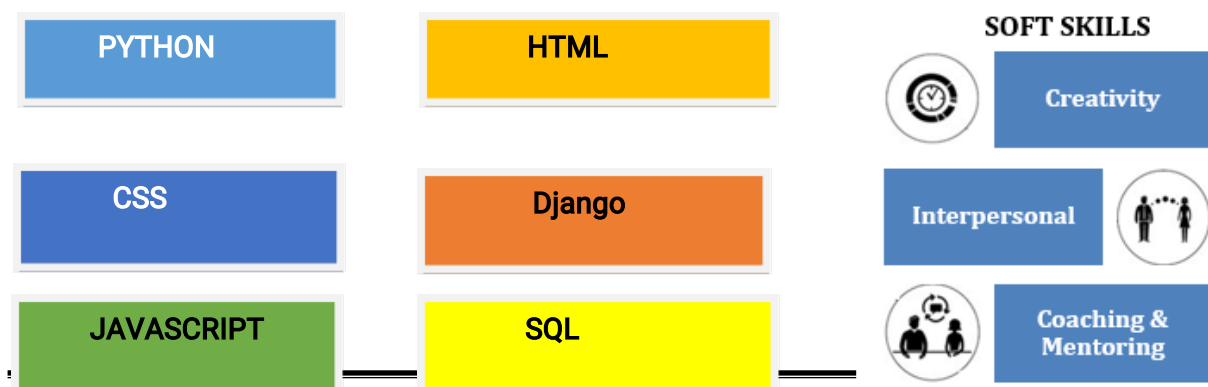 PYTHON
HTML
CSS
Django
JAVASCRIPT
SQL
SOFT SKILLS
Creativity
Interpersonal
Coaching &
Mentoring